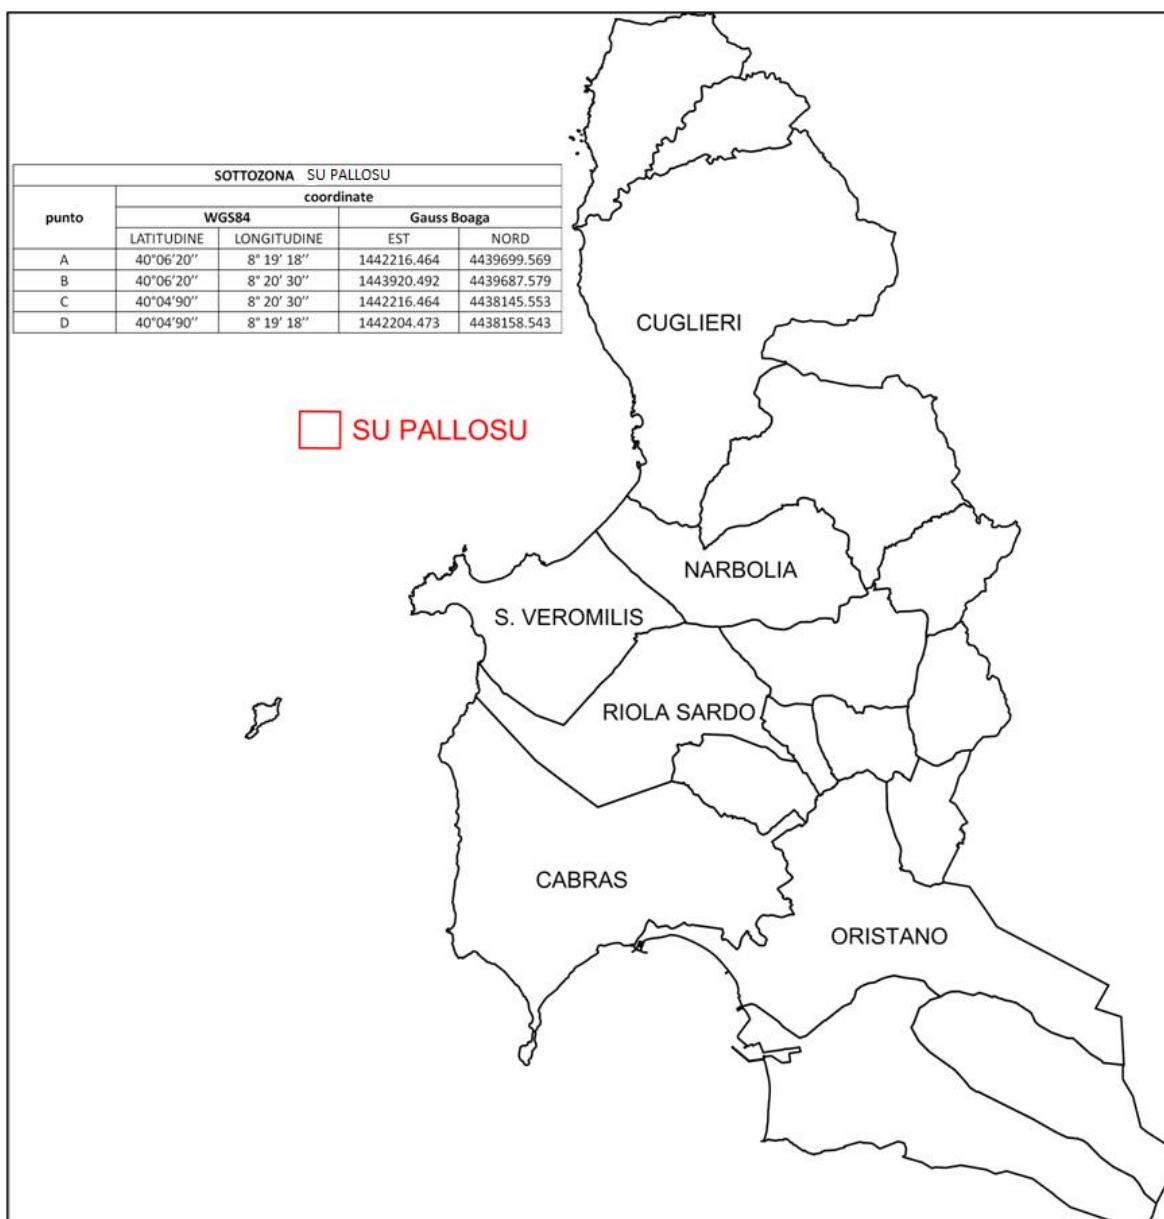 SOTTOZONA SU PALLOSU
punto coordinate
WGS84 Gauss Boaga
LATITUDINE LONGITUDINE EST NORD
A 40°06'20'' 8° 19' 18'' 1442216.464 4439699.569
B 40°06'20'' 8° 20' 30'' 1443920.492 4439687.579
C 40°04'90'' 8° 20' 30'' 1442216.464 4438145.553
D 40°04'90'' 8° 19' 18'' 1442204.473 4438158.543
CUGLIERI
SU PALLOSU
NARBOLIA
S. VEROMILIS
RIOLA SARDO
CABRAS
ORISTANO